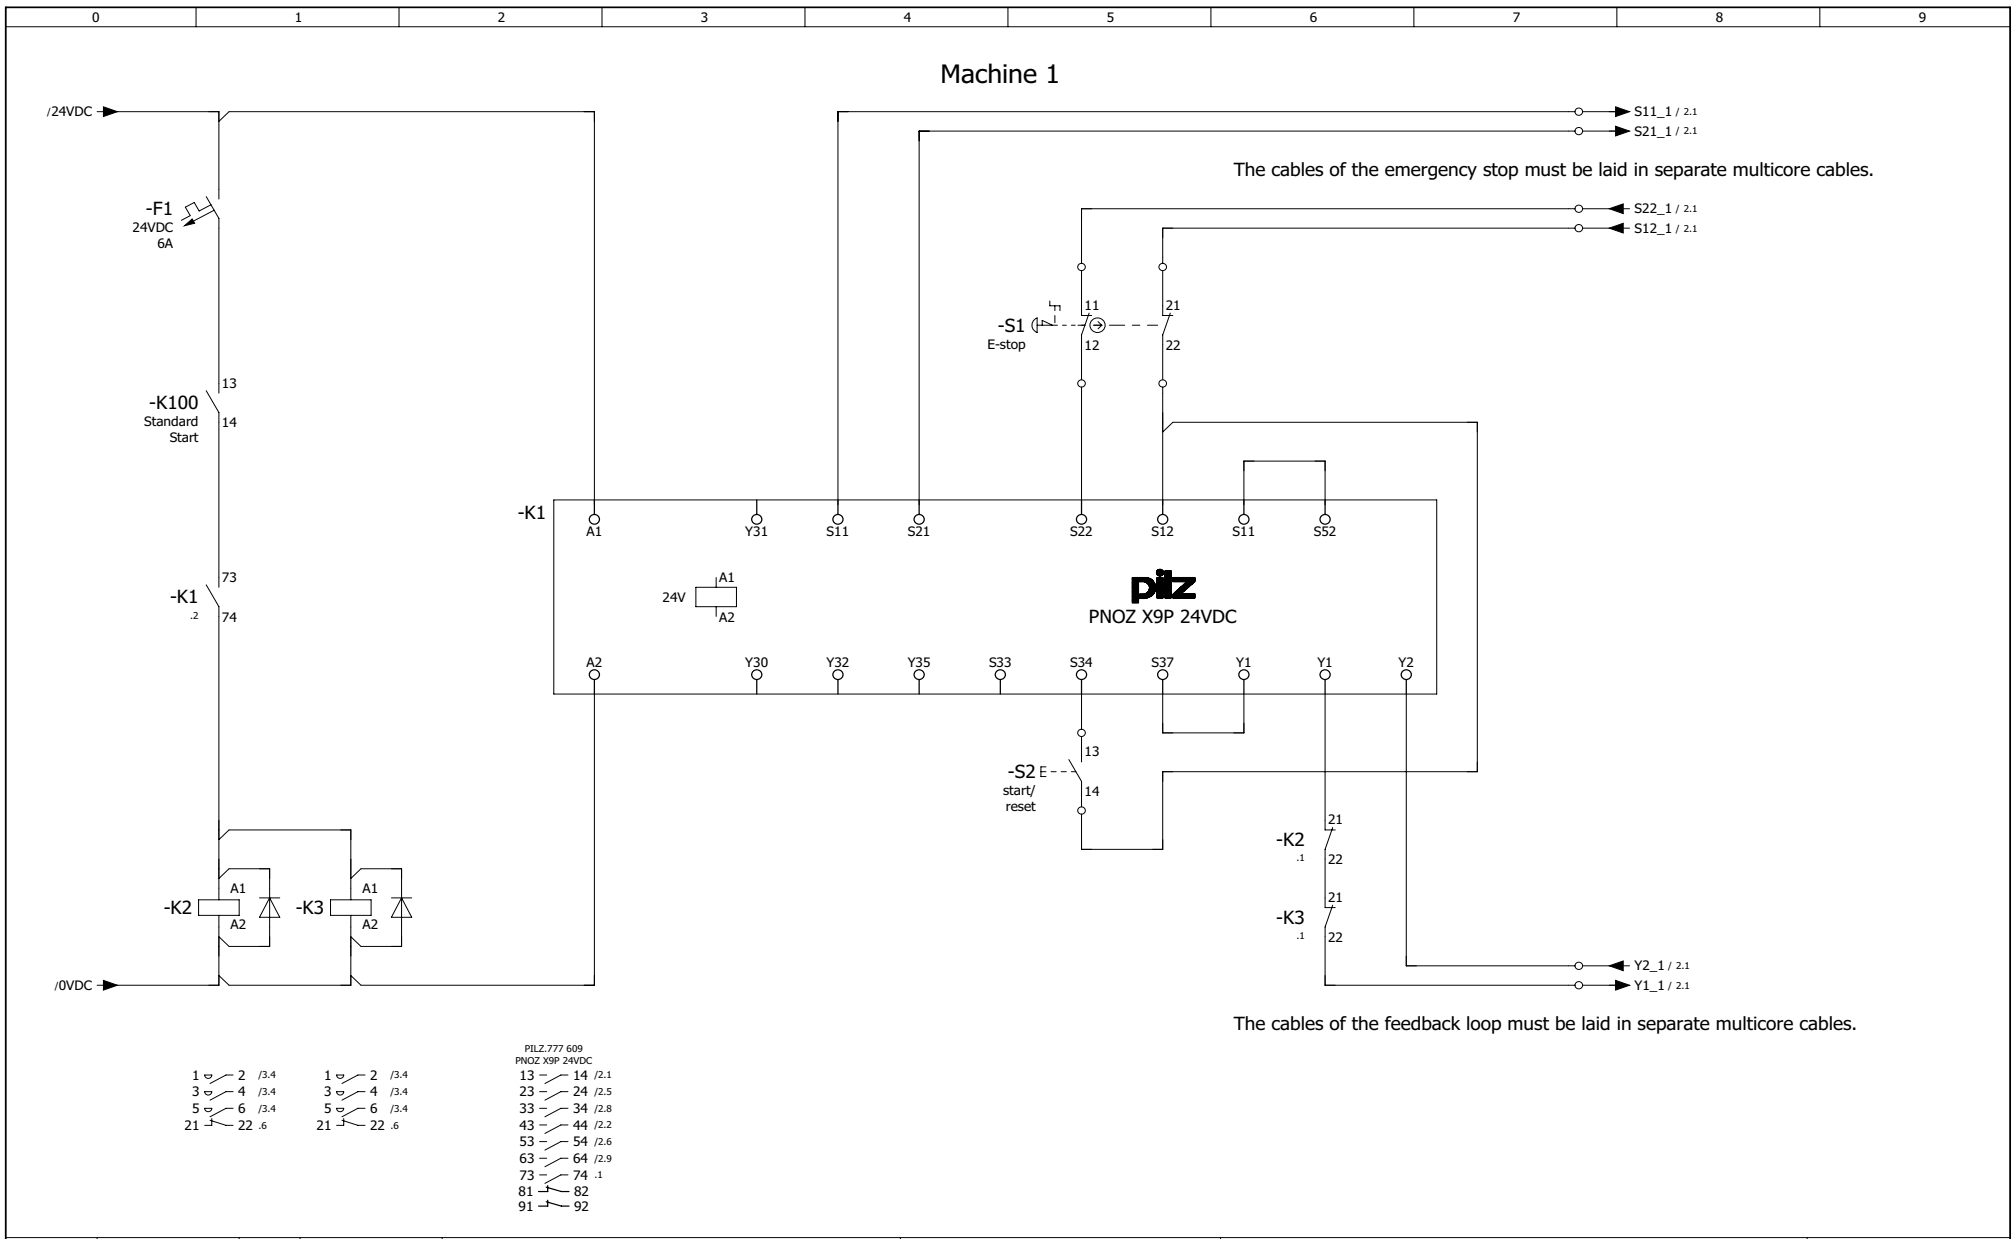 0 1 2 3 4 5 6 7 8 9
Machine 1
/24VDC
S11_1 / 2.1
S21_1 / 2.1
The cables of the emergency stop must be laid in separate multicore cables.
-F1
24VDC
6A
S22_1 / 2.1
S12_1 / 2.1
11
21
-S1
E-stop
12
22
13
-K100
Standard
Start
14
-K1
A1 Y31 S11 S21 S22 S12 S11 S52
73
-K1
.2
74
24V
A1
A2
pilz
PNOZ X9P 24VDC
A2 Y30 Y32 Y35 S33 S34 S37 Y1 Y1 Y2
13
-S2
start/
reset
14
21
-K2
.1
22
A1
-K2
A2
A1
-K3
A2
21
-K3
.1
22
/0VDC
Y2_1 / 2.1
Y1_1 / 2.1
The cables of the feedback loop must be laid in separate multicore cables.
1 2 /3.4
3 4 /3.4
5 6 /3.4
21 22 .6
1 2 /3.4
3 4 /3.4
5 6 /3.4
21 22 .6
PILZ.777 609
PNOZ X9P 24VDC
13 14 /2.1
23 24 /2.5
33 34 /2.8
43 44 /2.2
53 54 /2.6
63 64 /2.9
73 74 .1
81 82
91 92